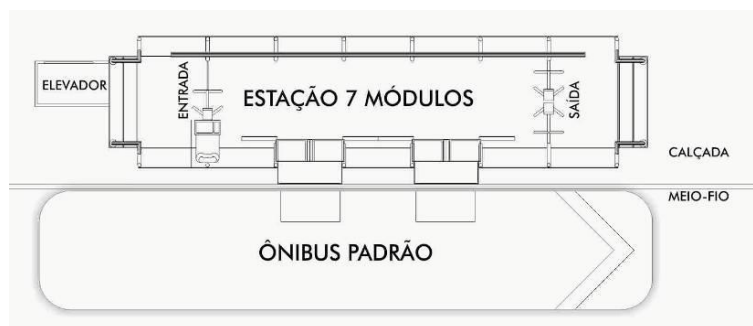 ELEVADOR
ENTRADA
ESTAÇÃO 7 MÓDULOS
SAÍDA
CALÇADA
MEIO-FIO
ÔNIBUS PADRÃO